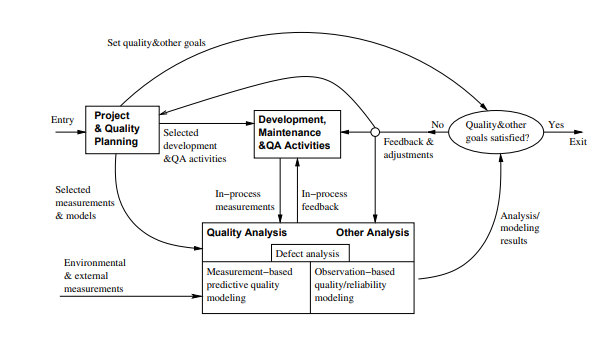 Set quality&other goals
Entry
Project
& Quality
Planning
Selected
development
&QA activities
Development,
Maintenance
&QA Activities
No
Feedback &
adjustments
Quality&other
goals satisfied?
Yes
Exit
Selected
measurements
& models
In−process
measurements
In−process
feedback
Analysis/
modeling
results
Quality Analysis
Other Analysis
Defect analysis
Environmental
& external
measurements
Measurement−based
predictive quality
modeling
Observation−based
quality/reliability
modeling